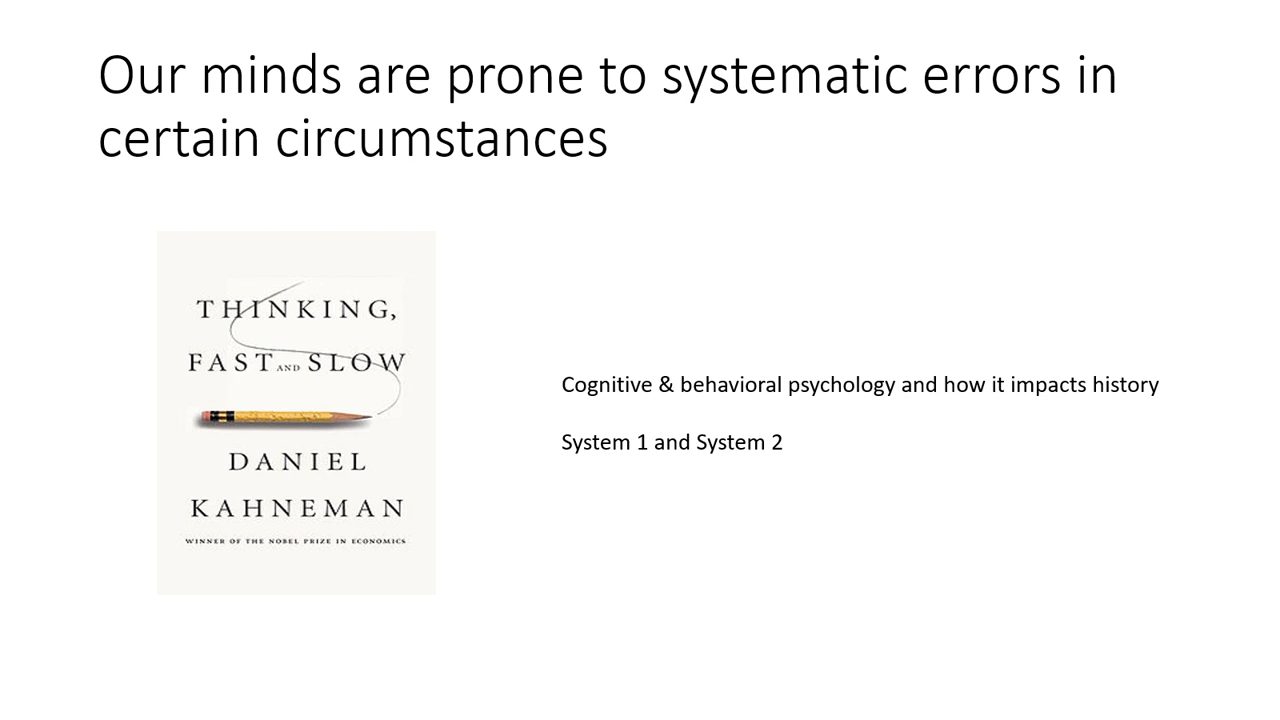 Our minds are prone to systematic errors in
certain circumstances
THINKING,
FAST AND SLOW
DANIEL
KAHNEMAN
WINNER OF THE NOBEL PRIZE IN ECONOMICS
Cognitive & behavioral psychology and how it impacts history
System 1 and System 2